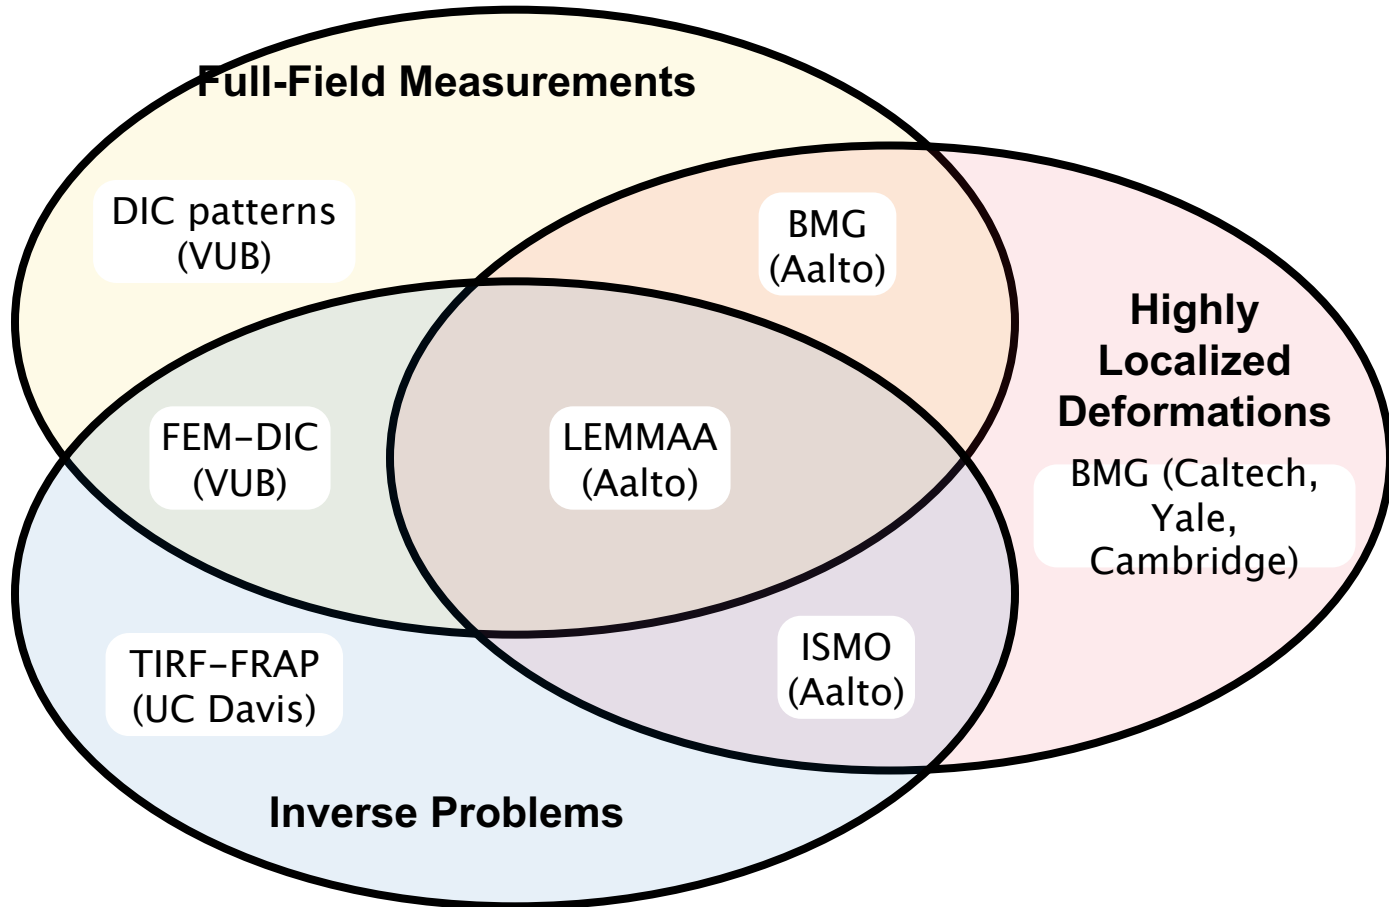 Full-Field Measurements
DIC patterns
(VUB)
BMG
(Aalto)
Highly
Localized
Deformations
BMG (Caltech,
Yale,
Cambridge)
FEM-DIC
(VUB)
LEMMAA
(Aalto)
TIRF-FRAP
(UC Davis)
ISMO
(Aalto)
Inverse Problems